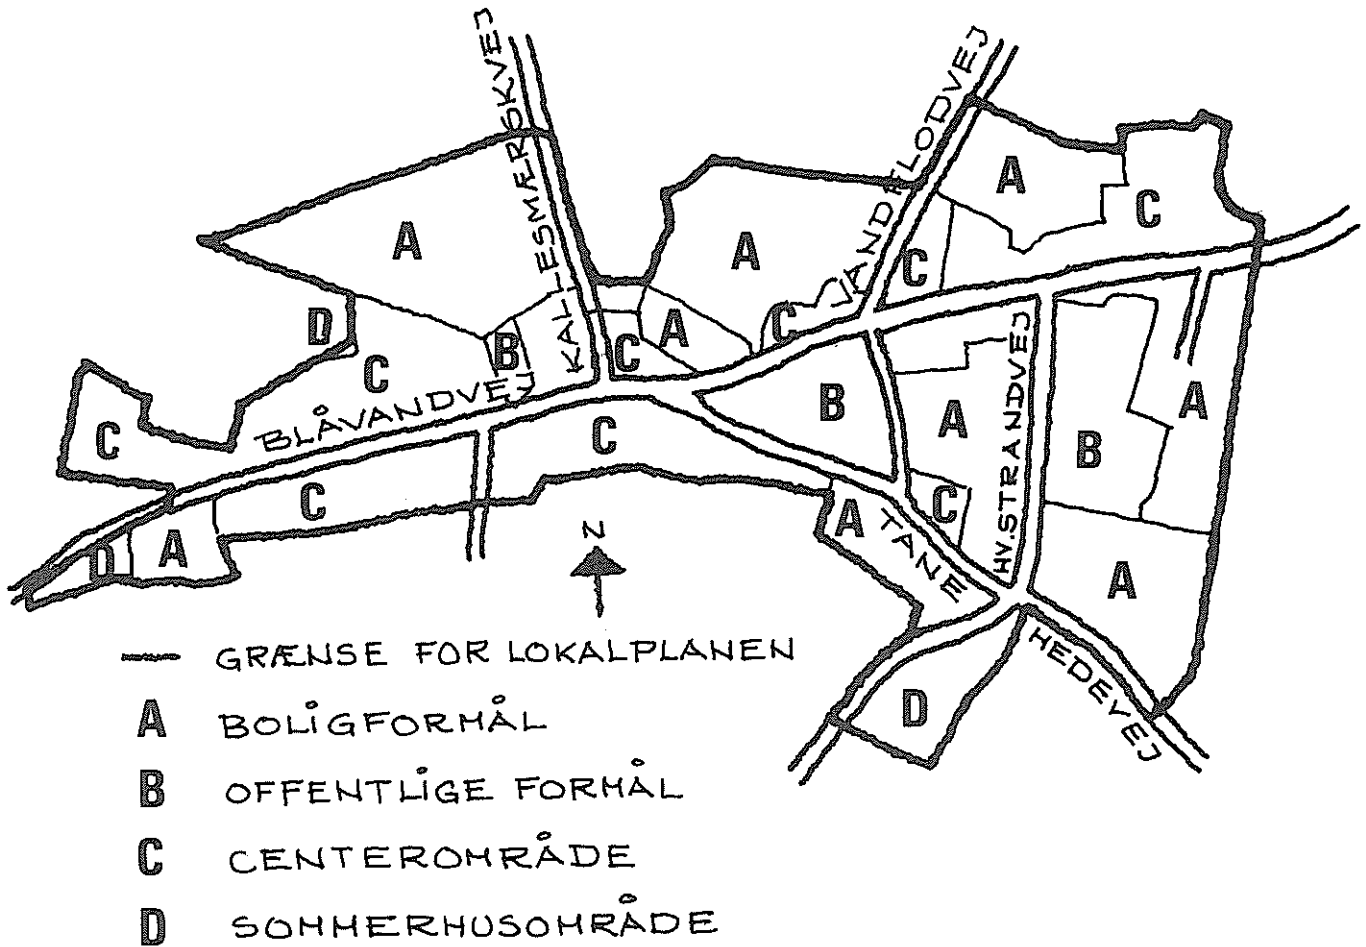 KALLESMÆRSKVEJ
VANDFLODVEJ
A
C
A
A
C
D
B
C
A
C
C
BLÅVANDVEJ
C
C
B
A
HV. STRANDVEJ
B
A
C
C
A
D
A
TANE
HEDEVEJ
A
D
N
GRÆNSE FOR LOKALPLANEN
A BOLIGFORMÅL
B OFFENTLIGE FORMÅL
C CENTEROMRÅDE
D SOMMERHUSOMRÅDE